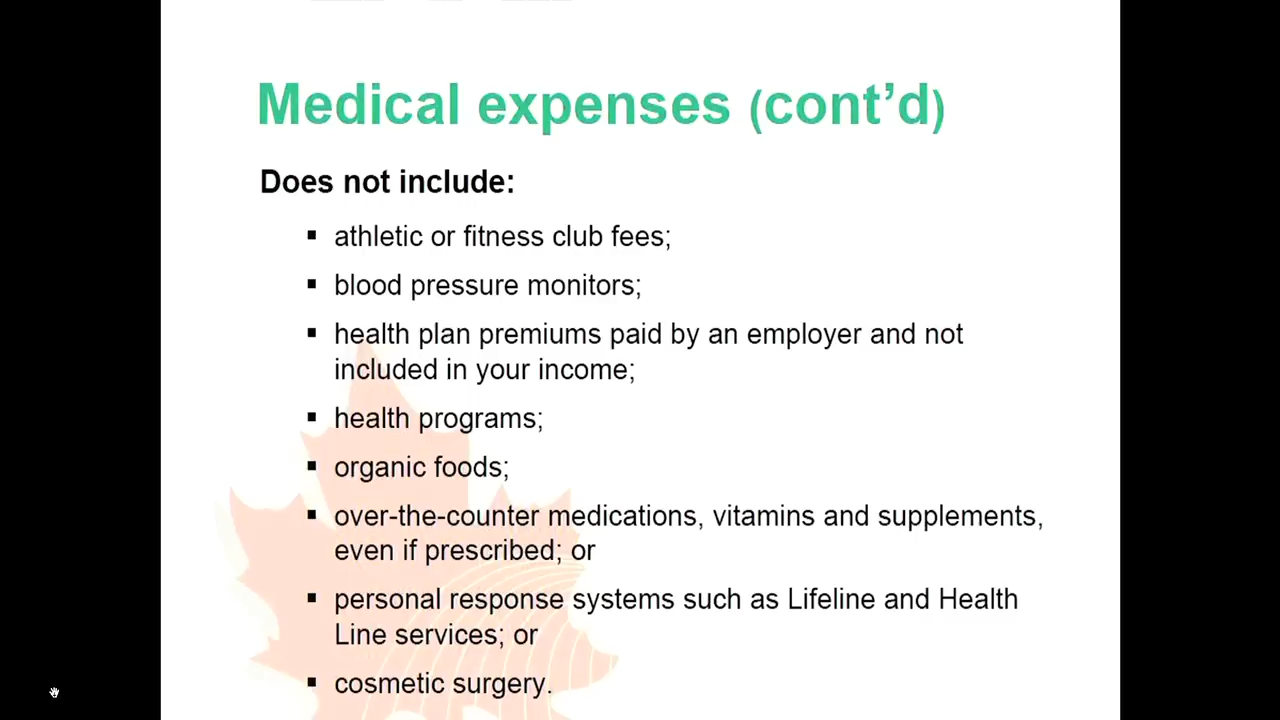 Medical expenses (cont’d)
Does not include:
▪ athletic or fitness club fees;
▪ blood pressure monitors;
▪ health plan premiums paid by an employer and not
included in your income;
▪ health programs;
▪ organic foods;
▪ over-the-counter medications, vitamins and supplements,
even if prescribed; or
▪ personal response systems such as Lifeline and Health
Line services; or
▪ cosmetic surgery.